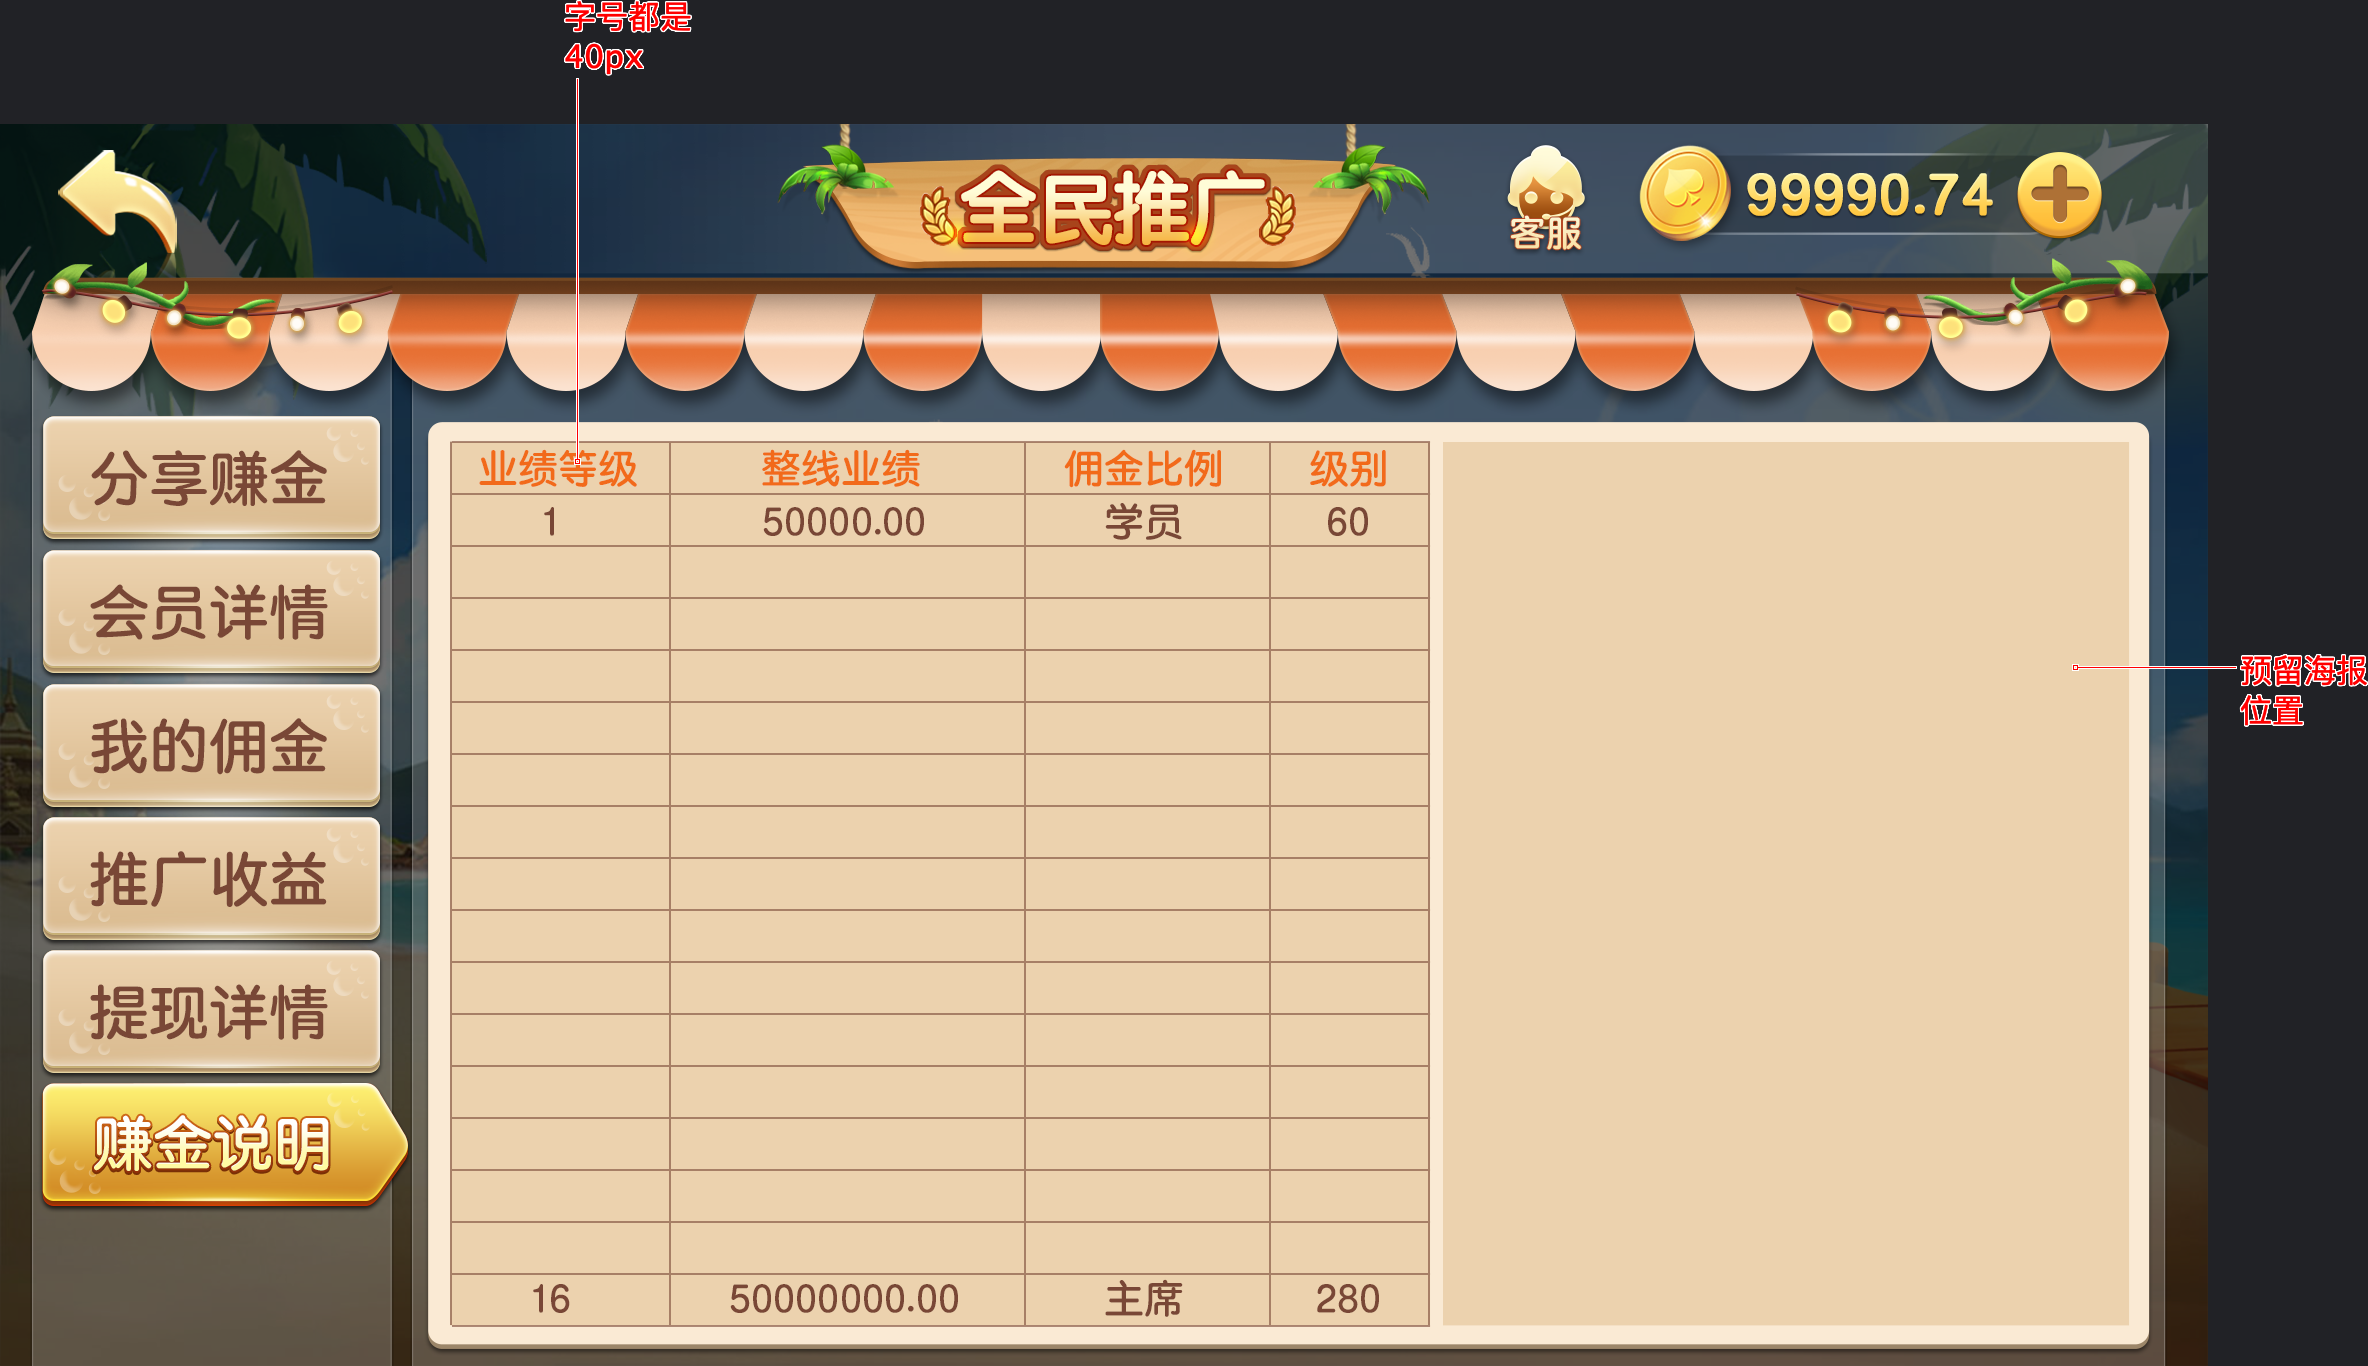 字号都是
40px
全民推广
客服
99990.74
分享赚金
会员详情
我的佣金
推广收益
提现详情
赚金说明
业绩等级 整线业绩 佣金比例 级别
1 50000.00 学员 60
16 50000000.00 主席 280
预留海报
位置